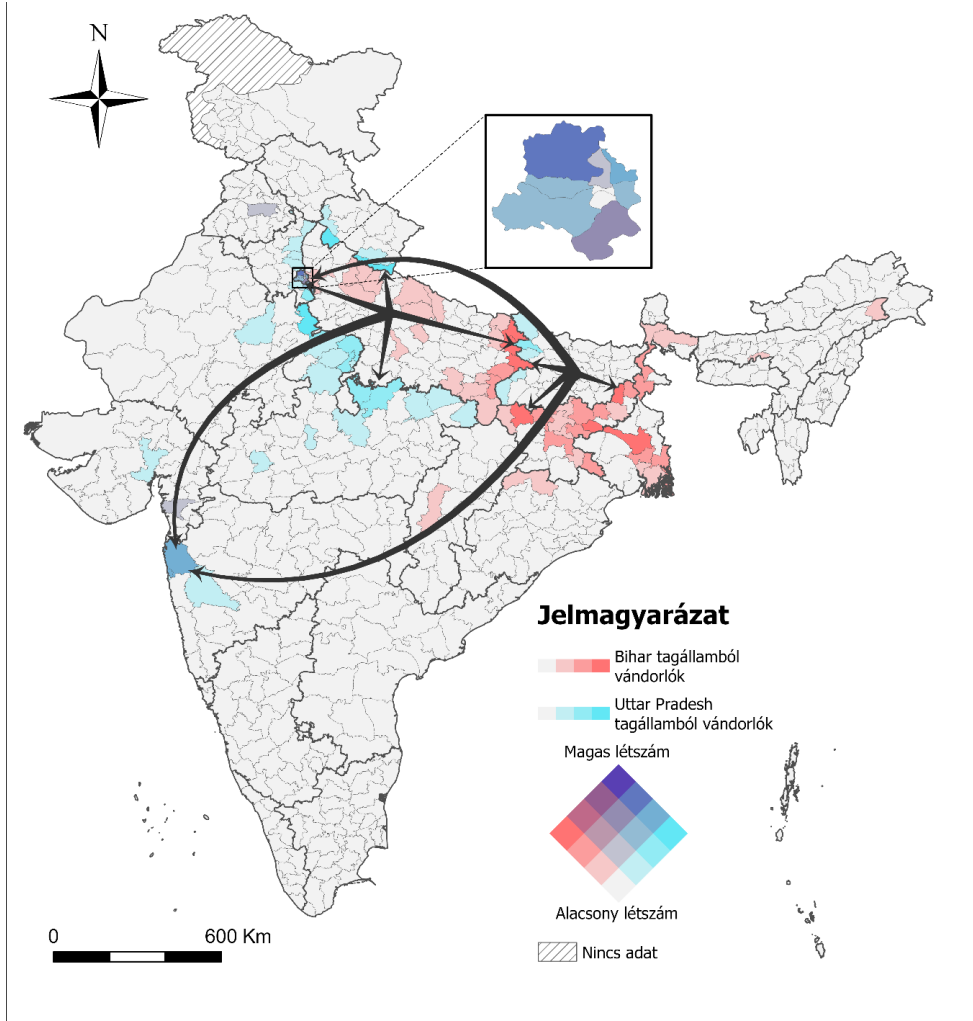 N
Jelmagyarázat
Bihar tagállamból
vándorlók
Uttar Pradesh
tagállamból vándorlók
Magas létszám
Alacsony létszám
0 600 Km
Nincs adat